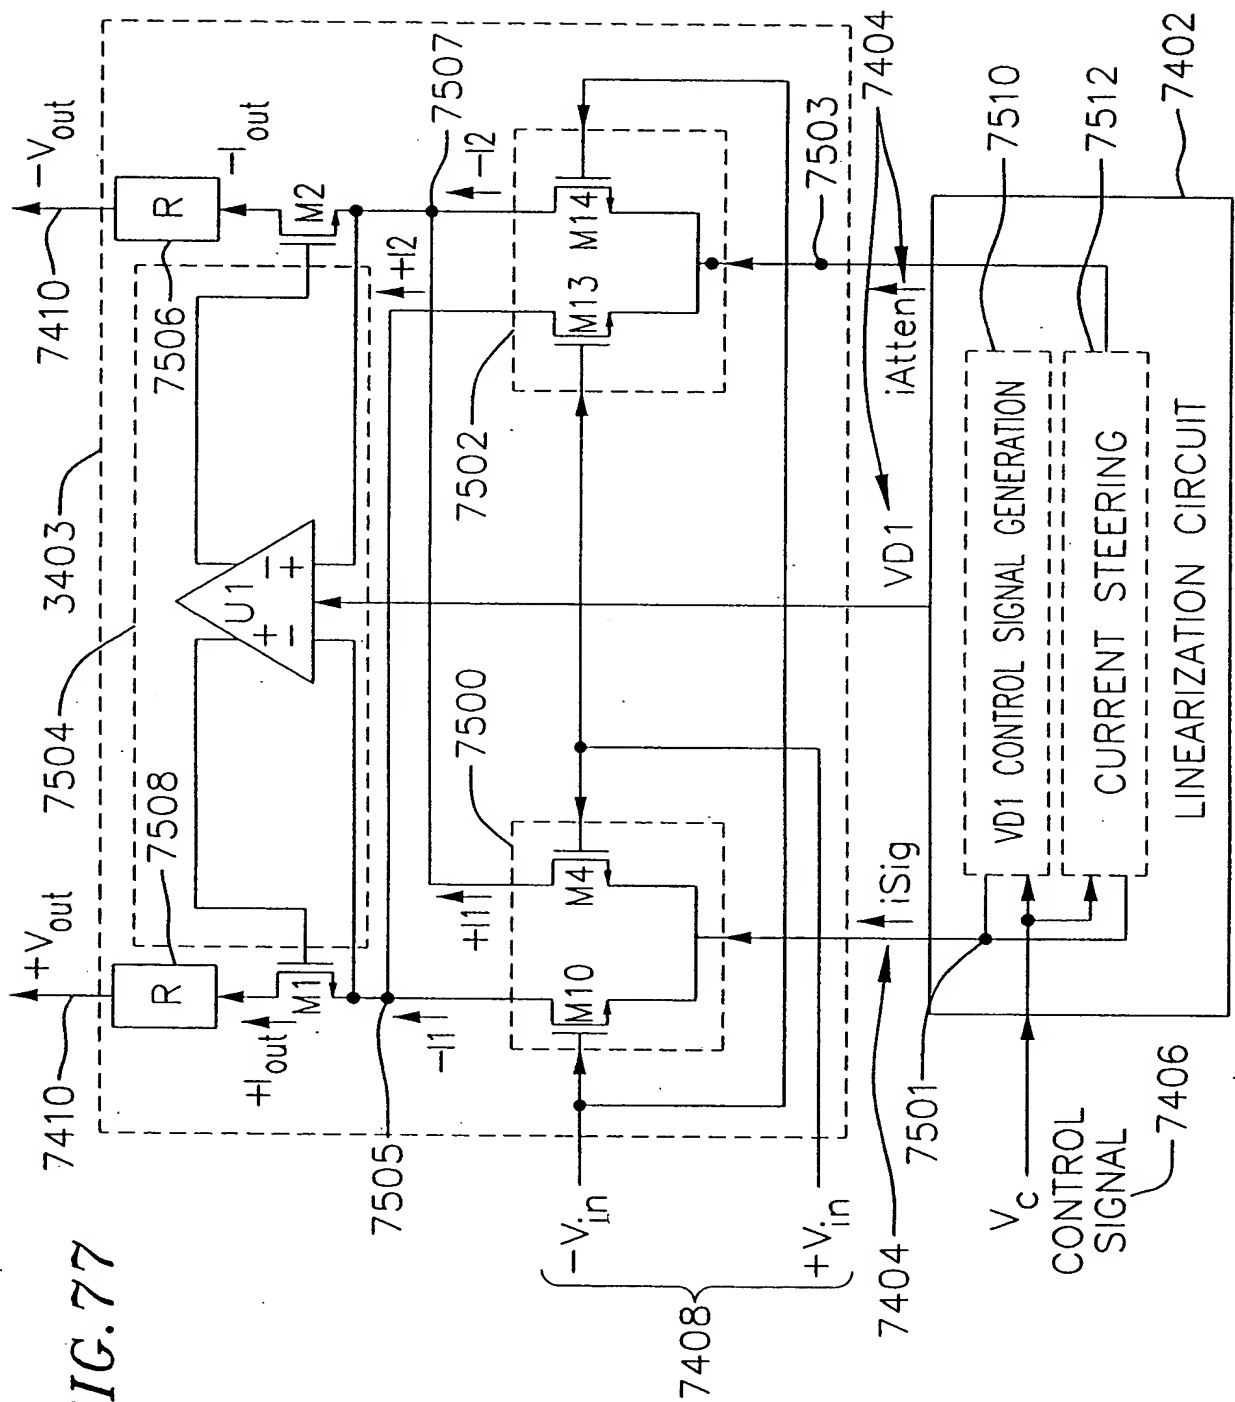 IG. 77
7410
+Vout
3403
−Vout
7410
7504
7508
7506
R
R
+Iout
−Iout
M1
M2
U1
+
−
−
+
7505
−I1
+I1
+I2
−I2
7507
7500
7502
M10
M4
M13
M14
7408
−Vin
+Vin
7404
iSig
VD1
iAtten
7404
7503
7501
7510
VD1 CONTROL SIGNAL GENERATION
7512
CURRENT STEERING
LINEARIZATION CIRCUIT
7402
VC
CONTROL
SIGNAL
7406